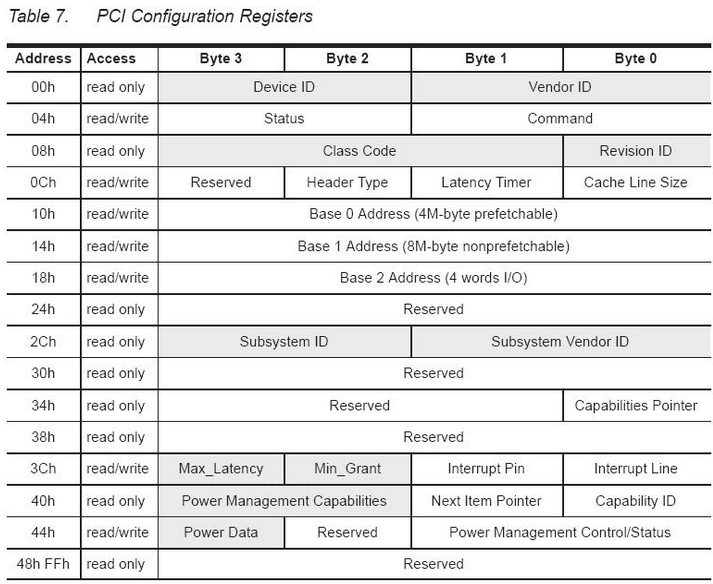 Table 7. PCI Configuration Registers
Address Access Byte 3 Byte 2 Byte 1 Byte 0
00h read only Device ID Vendor ID
04h read/write Status Command
08h read only Class Code Revision ID
0Ch read/write Reserved Header Type Latency Timer Cache Line Size
10h read/write Base 0 Address (4M-byte prefetchable)
14h read/write Base 1 Address (8M-byte nonprefetchable)
18h read/write Base 2 Address (4 words I/O)
24h read only Reserved
2Ch read only Subsystem ID Subsystem Vendor ID
30h read only Reserved
34h read only Reserved Capabilities Pointer
38h read only Reserved
3Ch read/write Max_Latency Min_Grant Interrupt Pin Interrupt Line
40h read only Power Management Capabilities Next Item Pointer Capability ID
44h read/write Power Data Reserved Power Management Control/Status
48h FFh read only Reserved